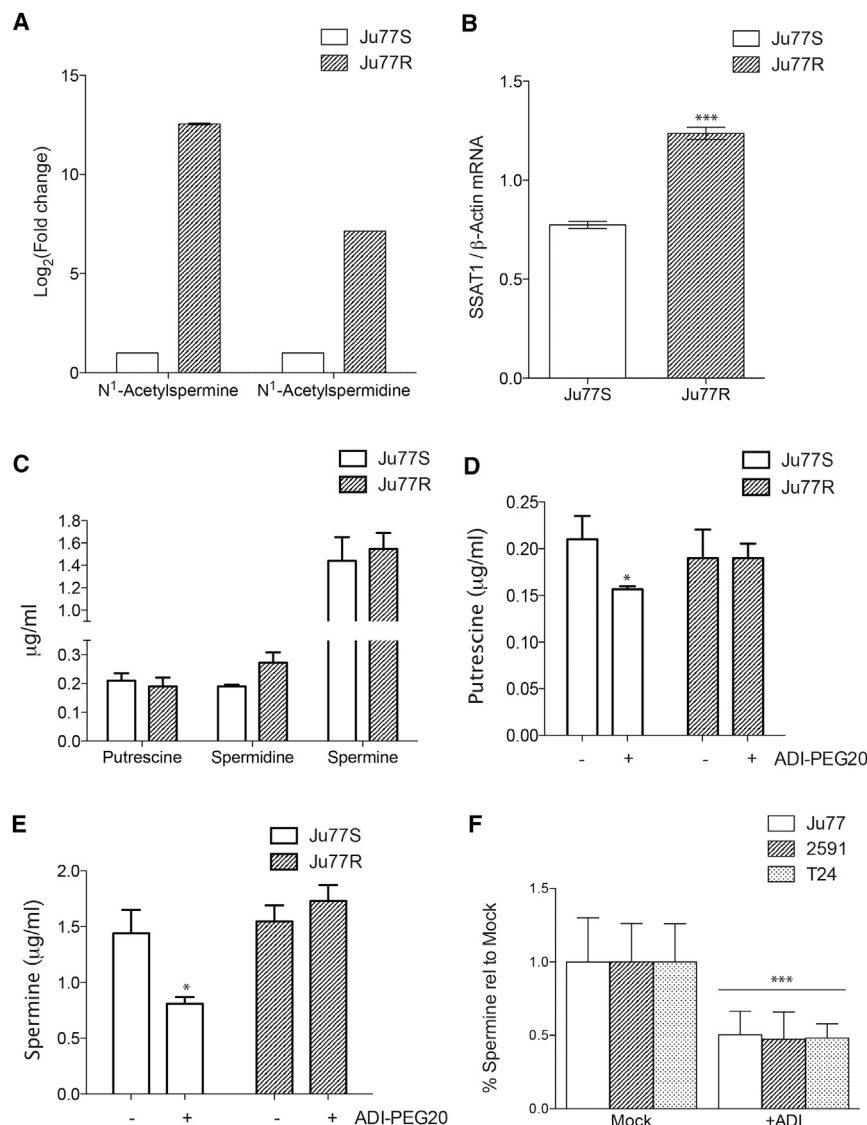 A
Ju77S
Ju77R
15
10
5
0
Log2(Fold change)
N1-Acetylspermine
N1-Acetylspermidine
B
Ju77S
Ju77R
***
1.5
1.0
0.5
0.0
SSAT1 / β-Actin mRNA
Ju77S
Ju77R
C
Ju77S
Ju77R
1.8
1.6
1.4
1.2
1.0
0.3
0.2
0.1
0.0
µg/ml
Putrescine
Spermidine
Spermine
D
Ju77S
Ju77R
0.25
0.20
0.15
0.10
0.05
0.00
Putrescine (µg/ml)
*
- + - + ADI-PEG20
E
Ju77S
Ju77R
2.0
1.5
1.0
0.5
0.0
Spermine (µg/ml)
*
- + - + ADI-PEG20
F
Ju77
2591
T24
1.5
1.0
0.5
0.0
% Spermine rel to Mock
***
Mock
+ADI